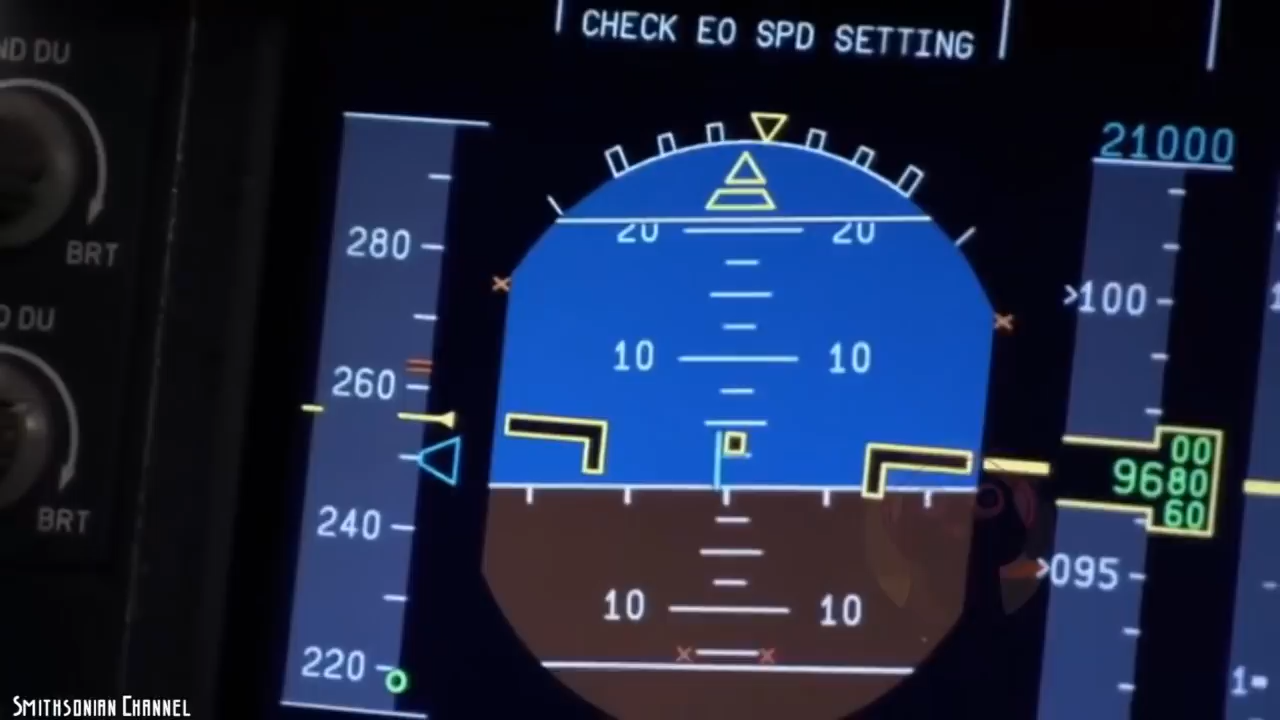 CHECK EO SPD SETTING
ND DU
BRT
D DU
BRT
280
260
240
220
20 20
10 10
10 10
21000
>100
00
9680
60
>095
1
SMITHSONIAN CHANNEL